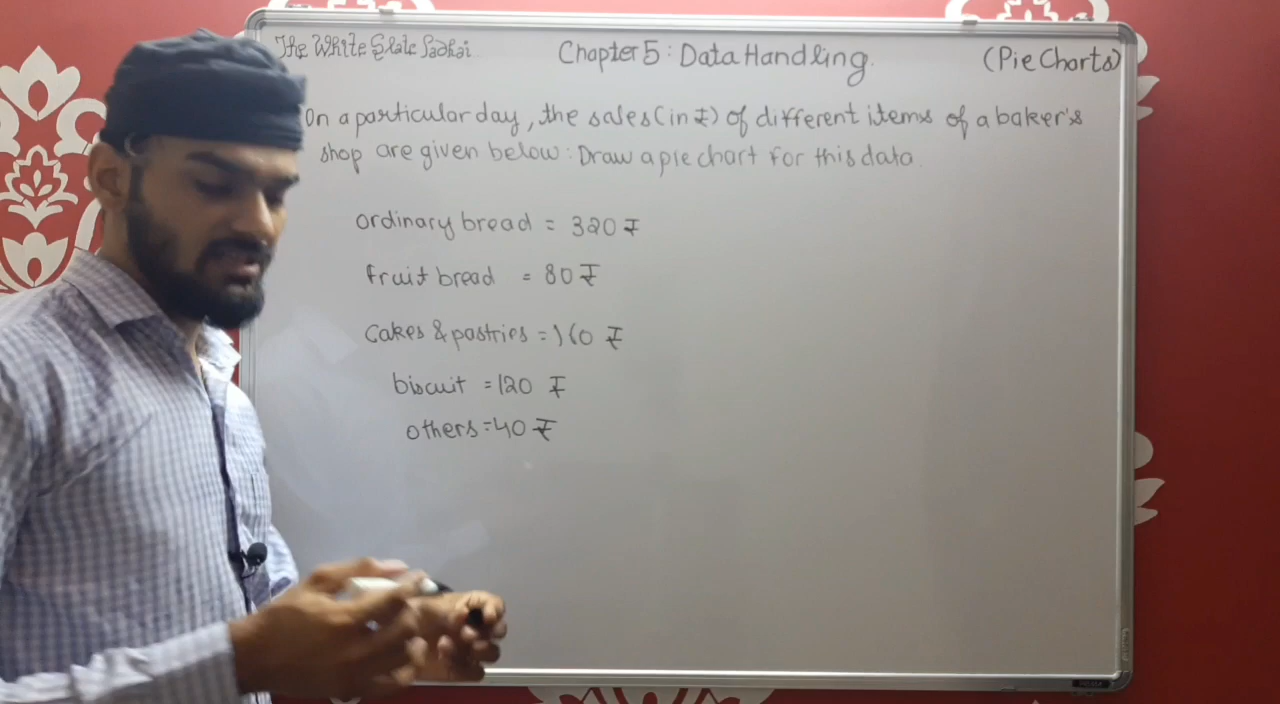 The White Slate Padhai
Chapter 5 : Data Handling.
(Pie Charts)
On a particular day, the sales (in ₹) of different items of a baker's
shop are given below : Draw a pie chart for this data.
ordinary bread = 320 ₹
fruit bread = 80 ₹
Cakes & pastries = 160 ₹
biscuit = 120 ₹
others = 40 ₹